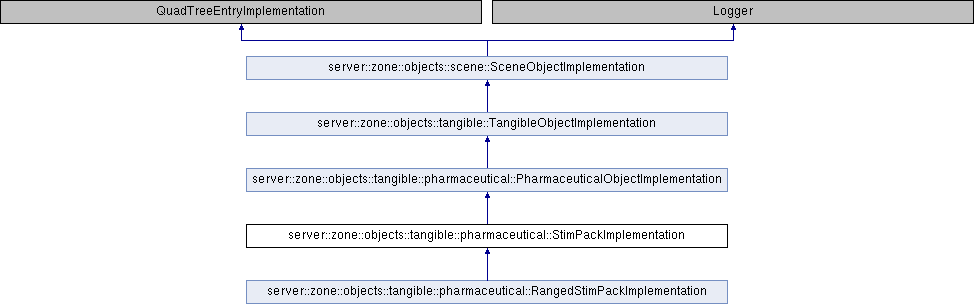 QuadTreeEntryImplementation
Logger
server::zone::objects::scene::SceneObjectImplementation
server::zone::objects::tangible::TangibleObjectImplementation
server::zone::objects::tangible::pharmaceutical::PharmaceuticalObjectImplementation
server::zone::objects::tangible::pharmaceutical::StimPackImplementation
server::zone::objects::tangible::pharmaceutical::RangedStimPackImplementation